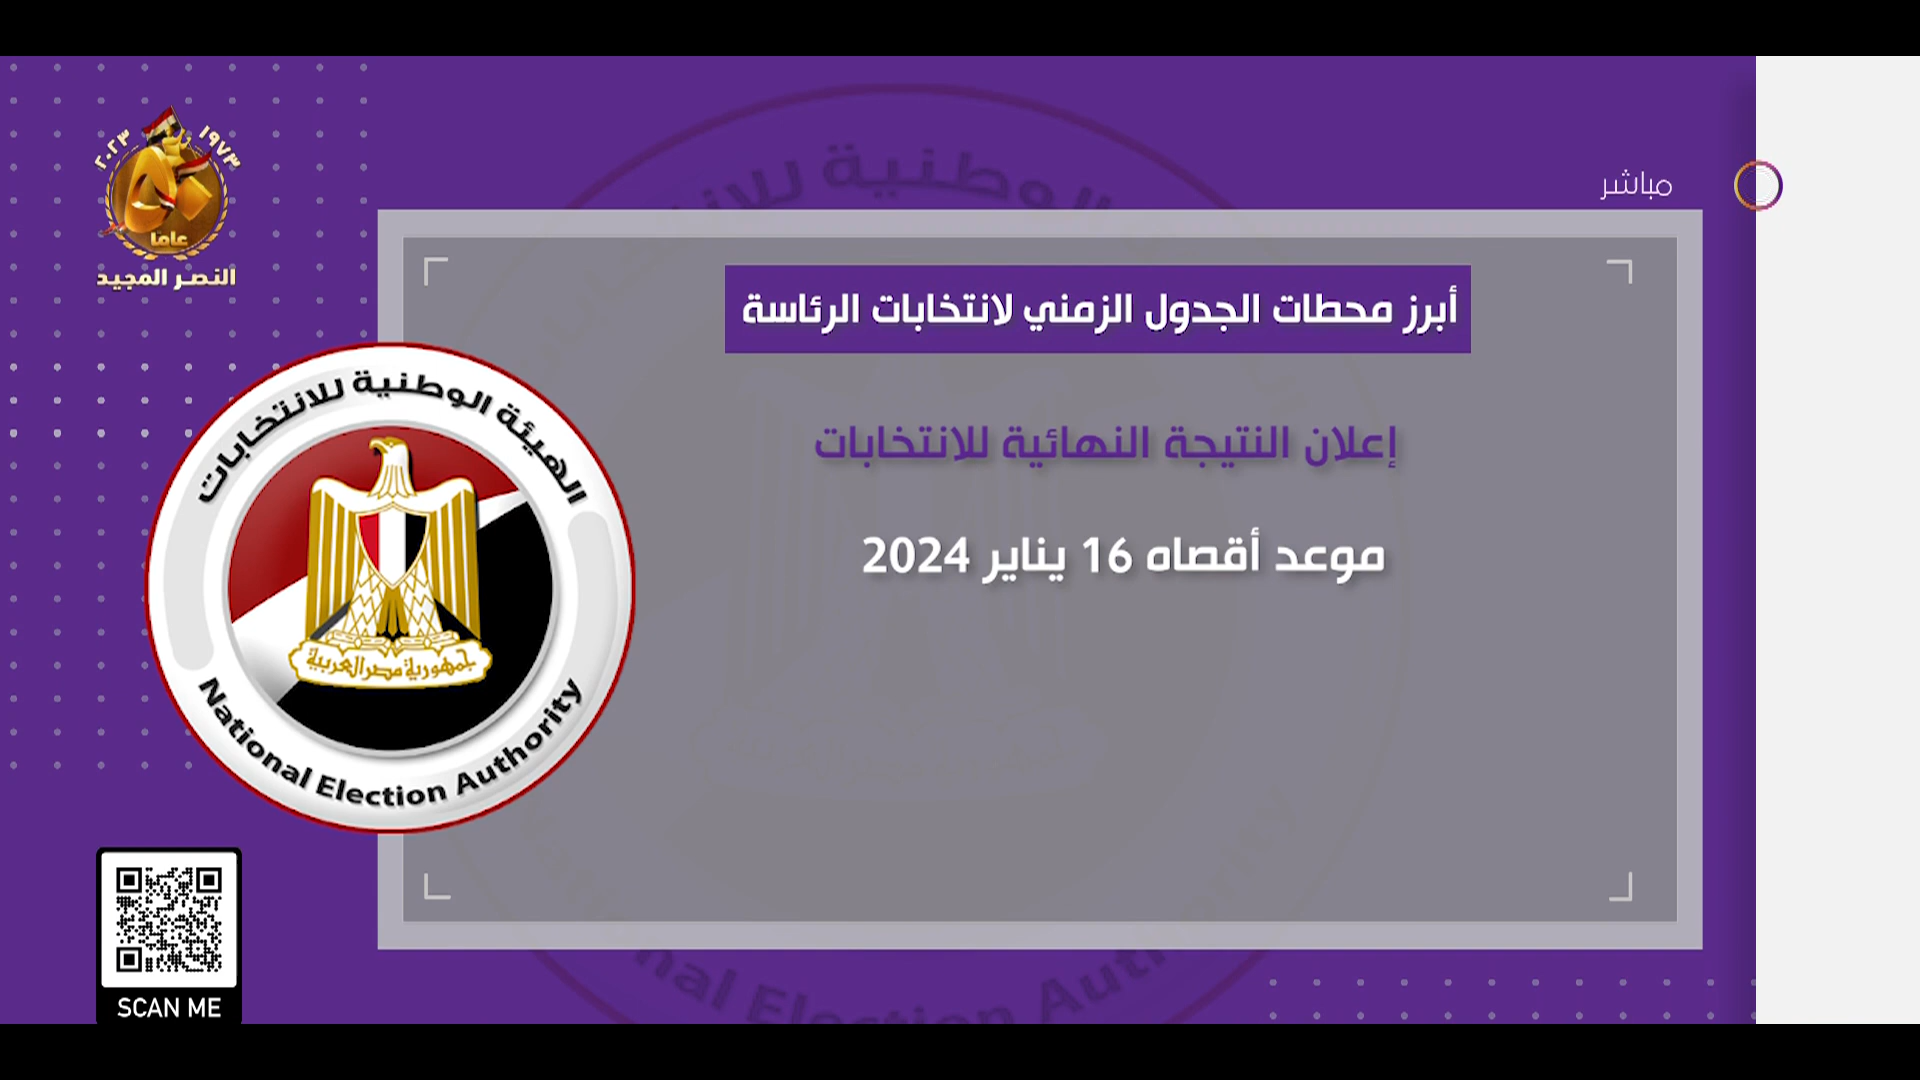 ١٩٧٣
٢٠٢٣
عاما
النصر المجيد
مباشر
أبرز محطات الجدول الزمني لانتخابات الرئاسة
إعلان النتيجة النهائية للانتخابات
موعد أقصاه 16 يناير 2024
الهيئة الوطنية للانتخابات
جمهورية مصر العربية
National Election Authority
SCAN ME